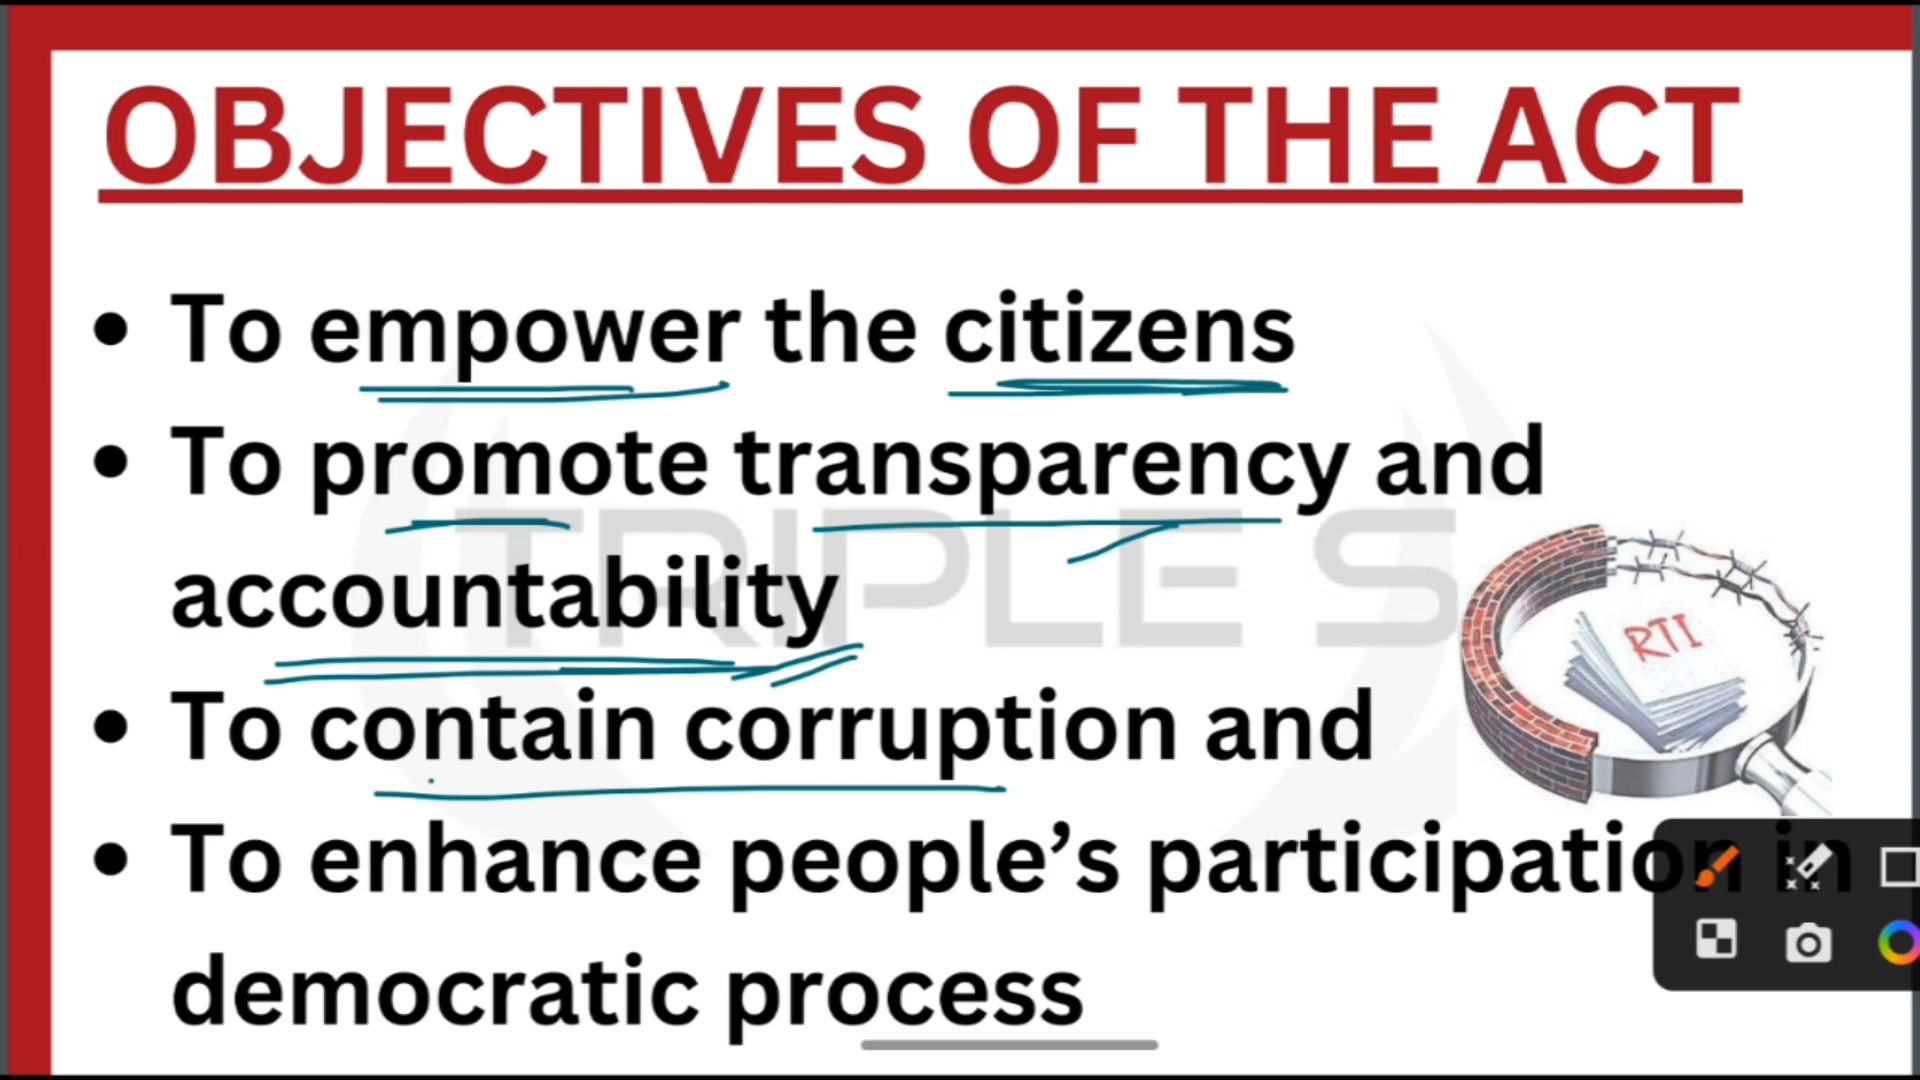 OBJECTIVES OF THE ACT
• To empower the citizens
• To promote transparency and
accountability
TRIPLE S
RTI
• To contain corruption and
• To enhance people's participation in
democratic process